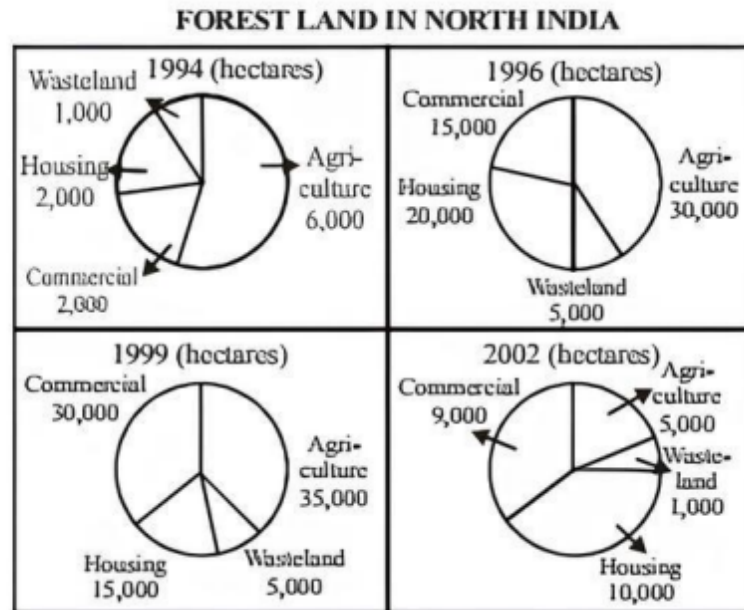 FOREST LAND IN NORTH INDIA
1994 (hectares)
Wasteland
1,000
Housing
2,000
Commercial
2,000
Agri-
culture
6,000
1996 (hectares)
Commercial
15,000
Housing
20,000
Agri-
culture
30,000
Wasteland
5,000
1999 (hectares)
Commercial
30,000
Agri-
culture
35,000
Housing
15,000
Wasteland
5,000
2002 (hectares)
Commercial
9,000
Agri-
culture
5,000
Waste-
land
1,000
Housing
10,000